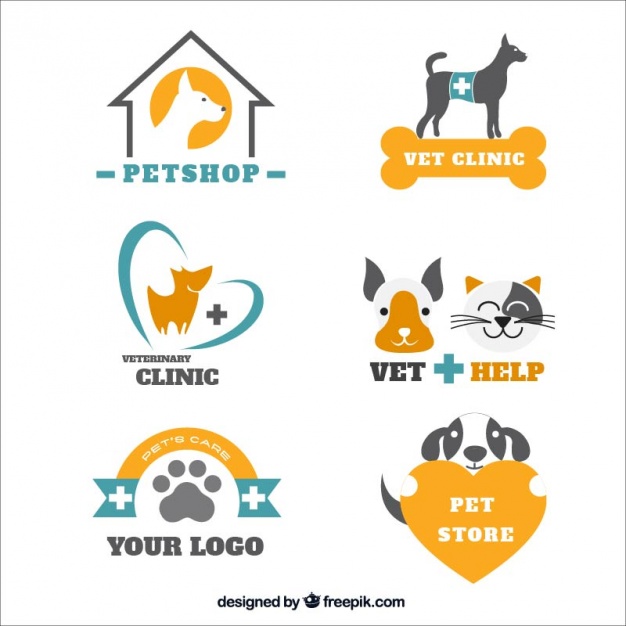 PETSHOP
VET CLINIC
VETERINARY
CLINIC
VET + HELP
PET'S CARE
YOUR LOGO
PET
STORE
designed by freepik.com